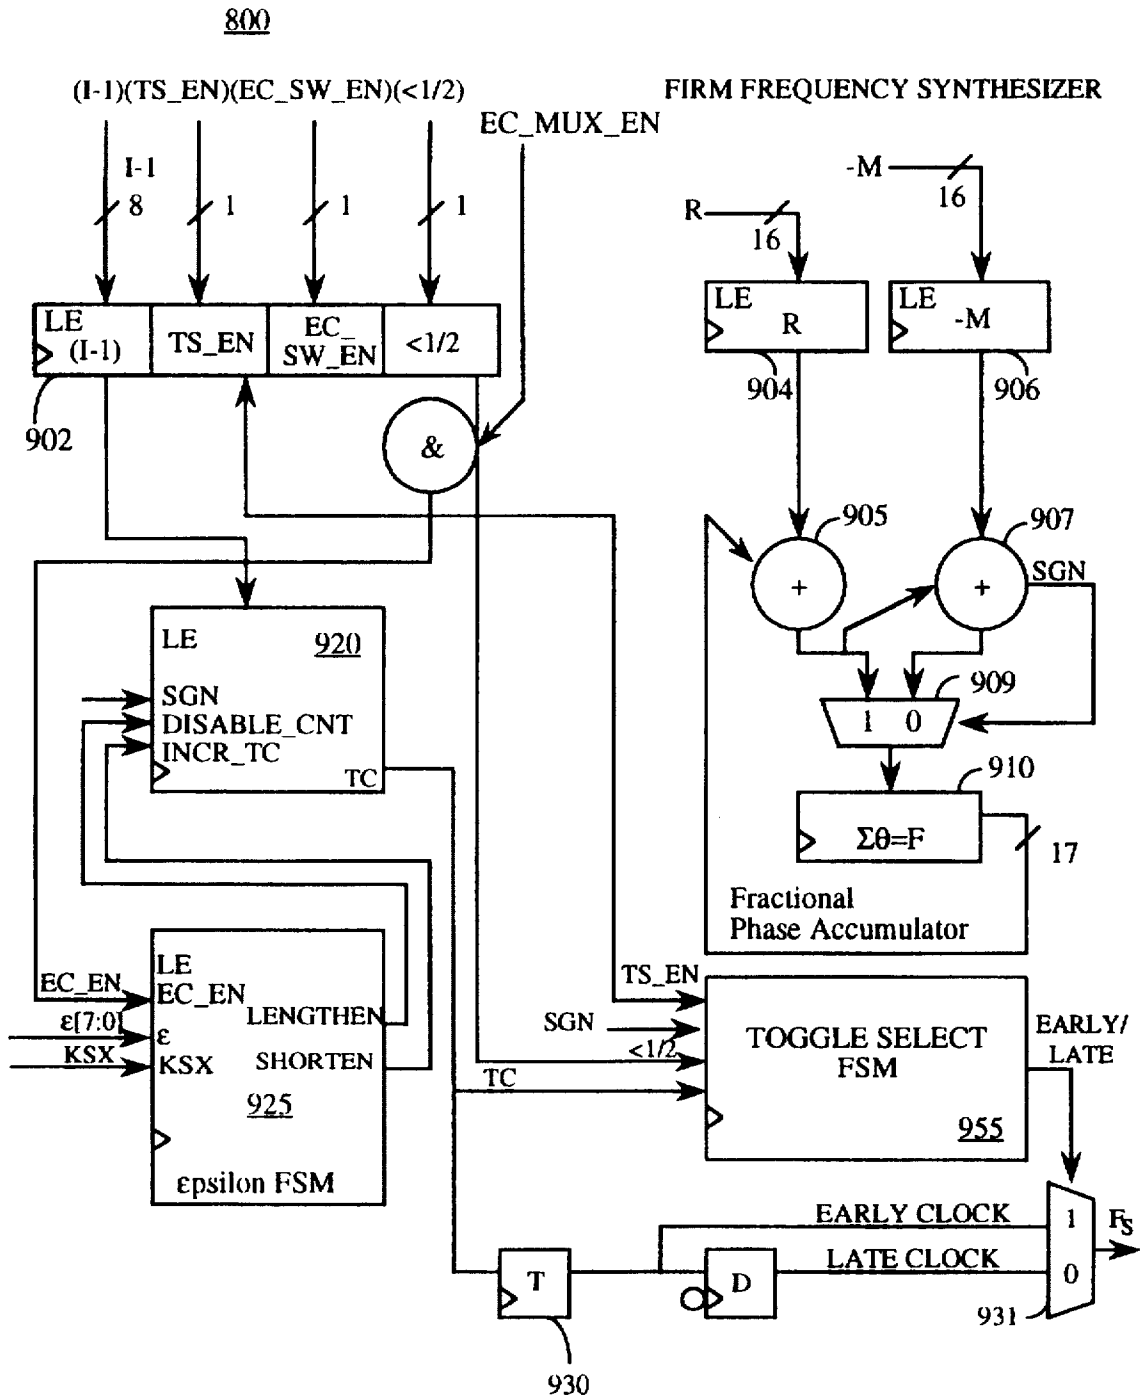 800
(I-1)(TS_EN)(EC_SW_EN)(<1/2)
FIRM FREQUENCY SYNTHESIZER
EC_MUX_EN
I-1
8
1
1
1
-M
16
R
16
LE
(I-1)
TS_EN
EC_
SW_EN
<1/2
LE
R
LE
-M
902
904
906
&
905
907
+
+
SGN
LE
920
SGN
DISABLE_CNT
INCR_TC
TC
1 0
909
910
Σθ=F
17
Fractional
Phase Accumulator
LE
EC_EN
EC_EN
LENGTHEN
ε[7:0]
ε
KSX
KSX
SHORTEN
925
εpsilon FSM
TS_EN
SGN
<1/2
TC
TOGGLE SELECT
FSM
955
EARLY/
LATE
EARLY CLOCK
LATE CLOCK
1
0
FS
T
D
931
930